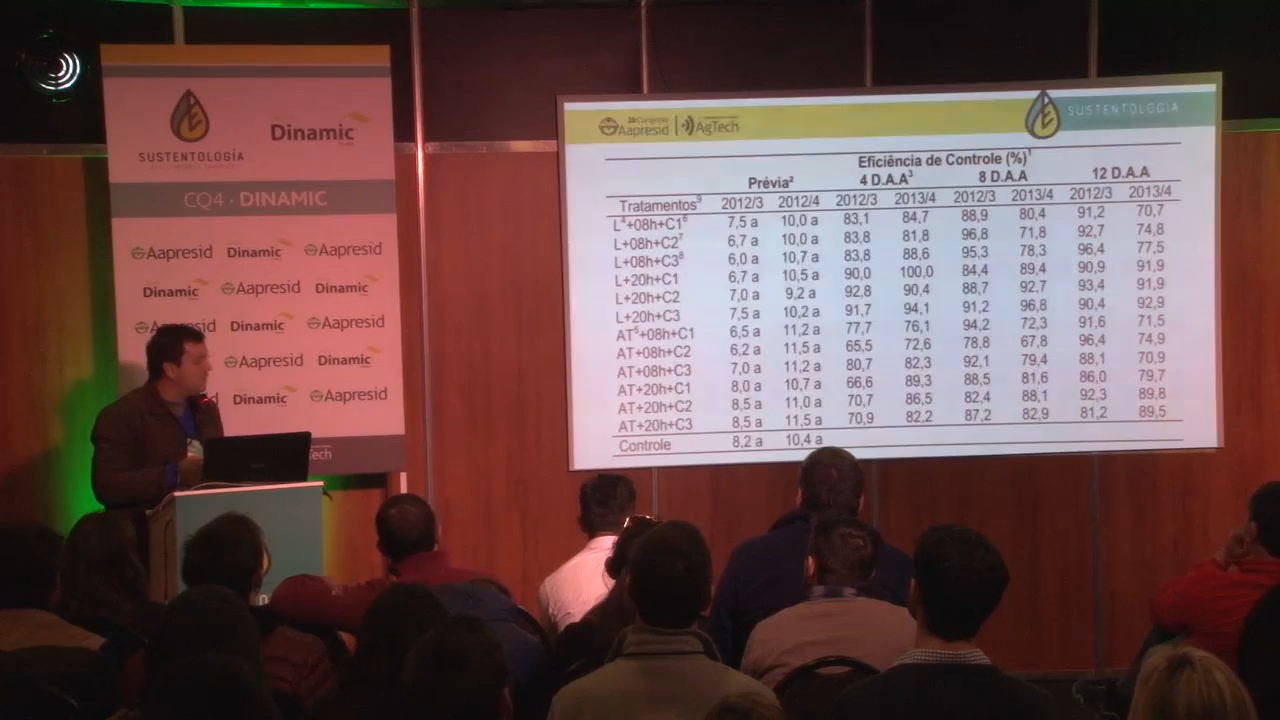 SUSTENTOLOGÍA
Dinamic
CQ4 · DINAMIC
Aapresid Dinamic Aapresid
Dinamic Aapresid Dinamic
Aapresid Dinamic Aapresid
Aapresid Dinamic
Dinamic Aapresid
Tech
Congreso
Aapresid AgTech
SUSTENTOLOGÍA
Eficiência de Controle (%)¹
Prévia² 4 D.A.A³ 8 D.A.A 12 D.A.A
Tratamentos⁹ 2012/3 2012/4 2012/3 2013/4 2012/3 2013/4 2012/3 2013/4
L⁴+08h+C1⁶ 7,5 a 10,0 a 83,1 84,7 88,9 80,4 91,2 70,7
L+08h+C2⁷ 6,7 a 10,0 a 83,8 81,8 96,8 71,8 92,7 74,8
L+08h+C3⁸ 6,0 a 10,7 a 83,8 88,6 95,3 78,3 96,4 77,5
L+20h+C1 6,7 a 10,5 a 90,0 100,0 84,4 89,4 90,9 91,9
L+20h+C2 7,0 a 9,2 a 92,8 90,4 88,7 92,7 93,4 91,9
L+20h+C3 7,5 a 10,2 a 91,7 94,1 91,2 96,8 90,4 92,9
AT⁵+08h+C1 6,5 a 11,2 a 77,7 76,1 94,2 72,3 91,6 71,5
AT+08h+C2 6,2 a 11,5 a 65,5 72,6 78,8 67,8 96,4 74,9
AT+08h+C3 7,0 a 11,2 a 80,7 82,3 92,1 79,4 88,1 70,9
AT+20h+C1 8,0 a 10,7 a 66,6 89,3 88,5 81,6 86,0 79,7
AT+20h+C2 8,5 a 11,0 a 70,7 86,5 82,4 88,1 92,3 89,8
AT+20h+C3 8,5 a 11,5 a 70,9 82,2 87,2 82,9 81,2 89,5
Controle 8,2 a 10,4 a